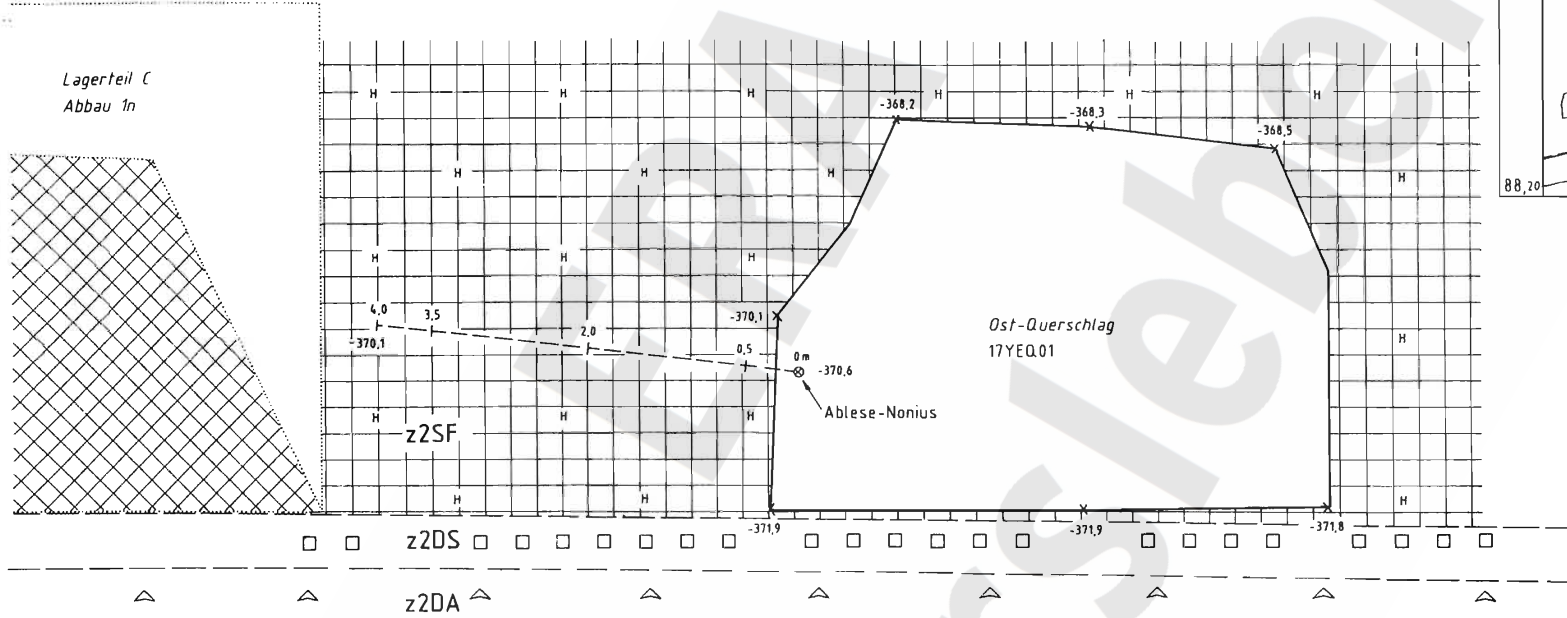 Lagerteil C
Abbau 1n
H H H H H H
-368,2
-368,3
-368,5
88,20
H H H H
H H H
4,0
3,5
2,0
0,5
0m
-370,1
-370,1
-370,6
Ost-Querschlag
17YEQ01
H
Ablese-Nonius
H H H
z2SF
H H H
-371,9
-371,9
-371,8
z2DS
z2DA
ERA
rsleben